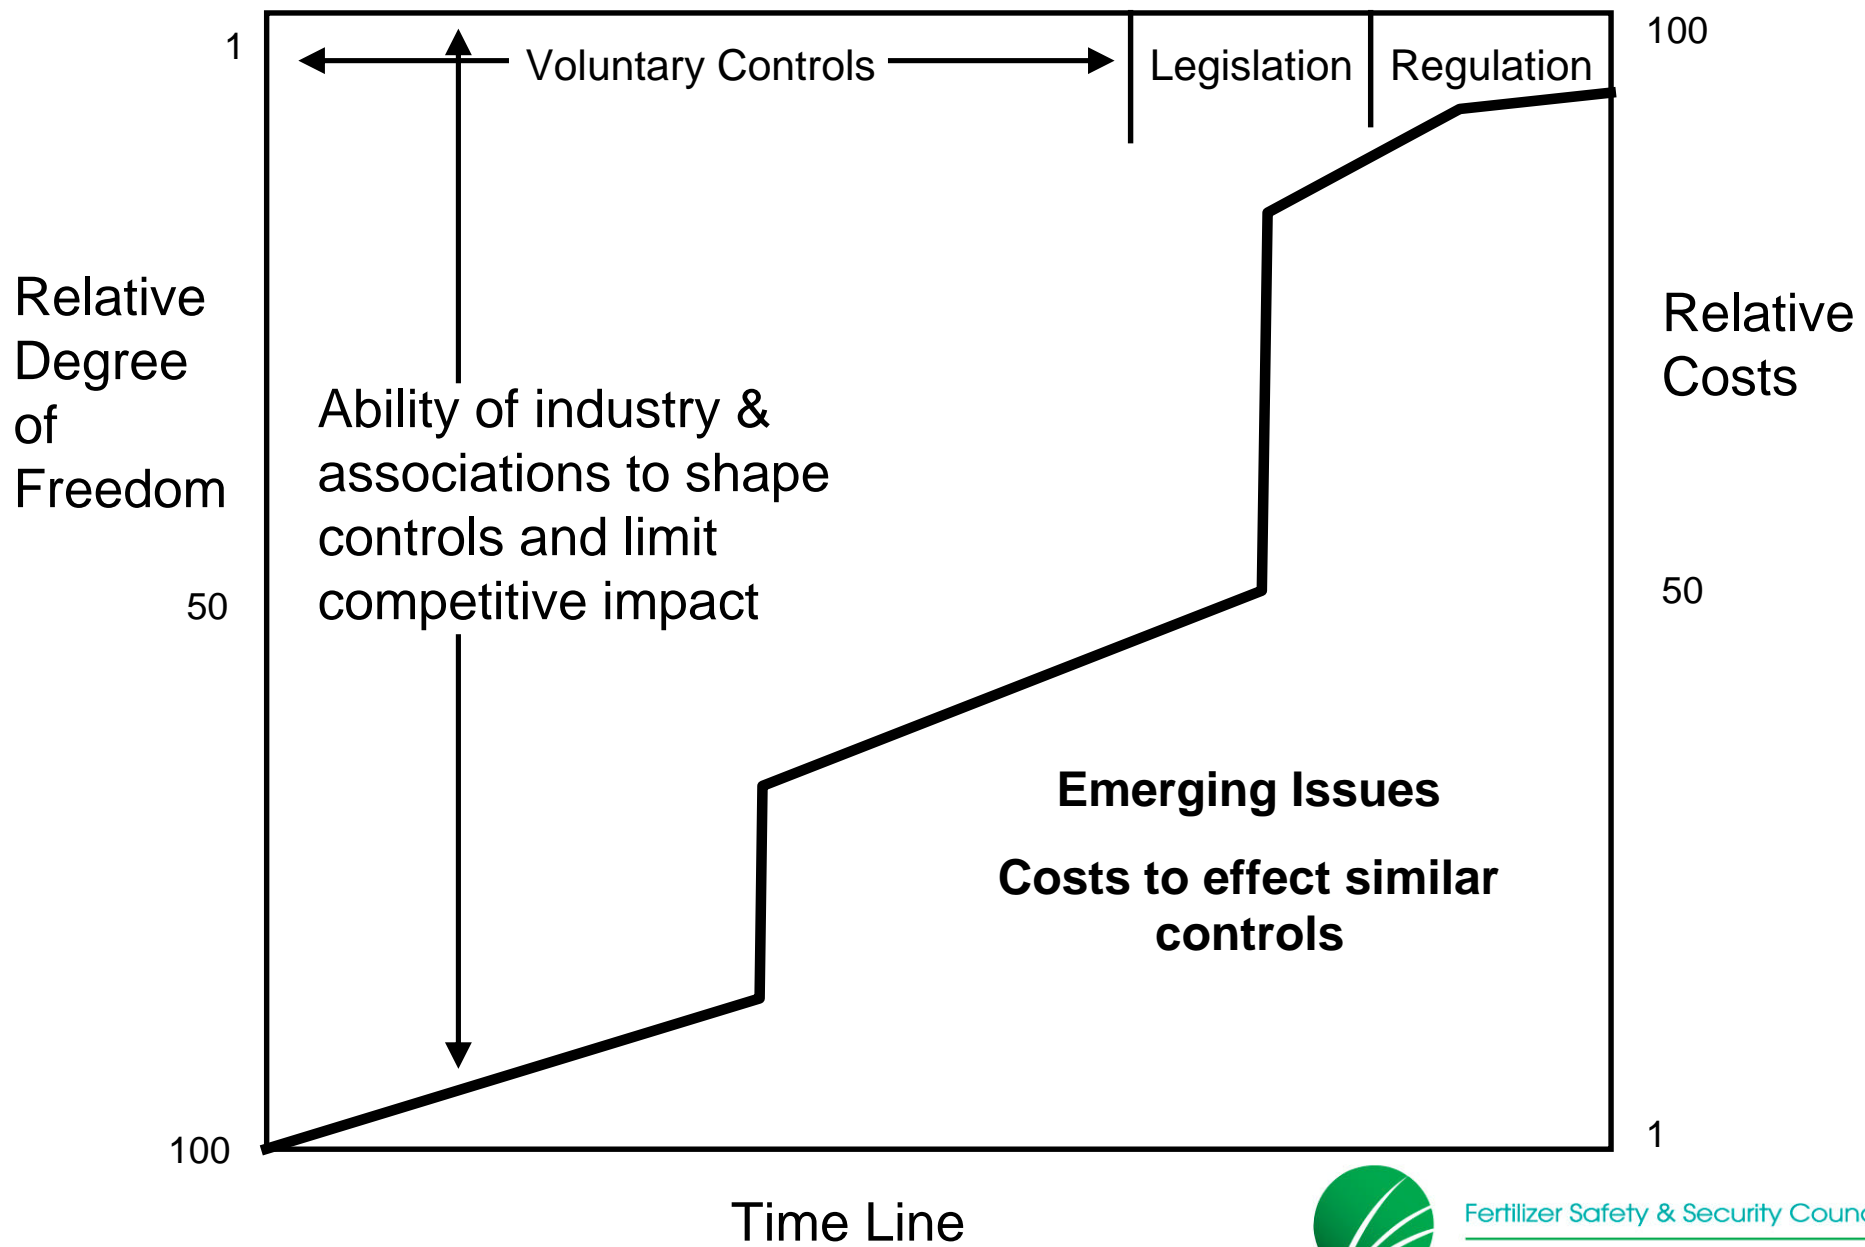 1
100
Voluntary Controls
Legislation
Regulation
Relative
Degree
of
Freedom
Relative
Costs
Ability of industry &
associations to shape
controls and limit
competitive impact
50
50
Emerging Issues
Costs to effect similar
controls
100
1
Time Line
Fertilizer Safety & Security